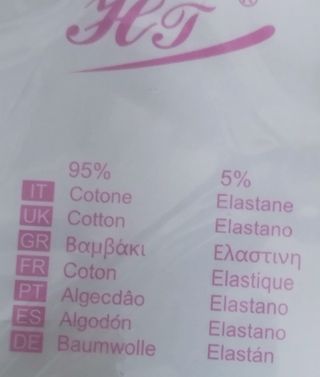 HT ®
95% 5%
IT Cotone Elastane
UK Cotton Elastano
GR Βαμβάκι Ελαστινη
FR Coton Elastique
PT Algecdâo Elastano
ES Algodón Elastano
DE Baumwolle Elastán